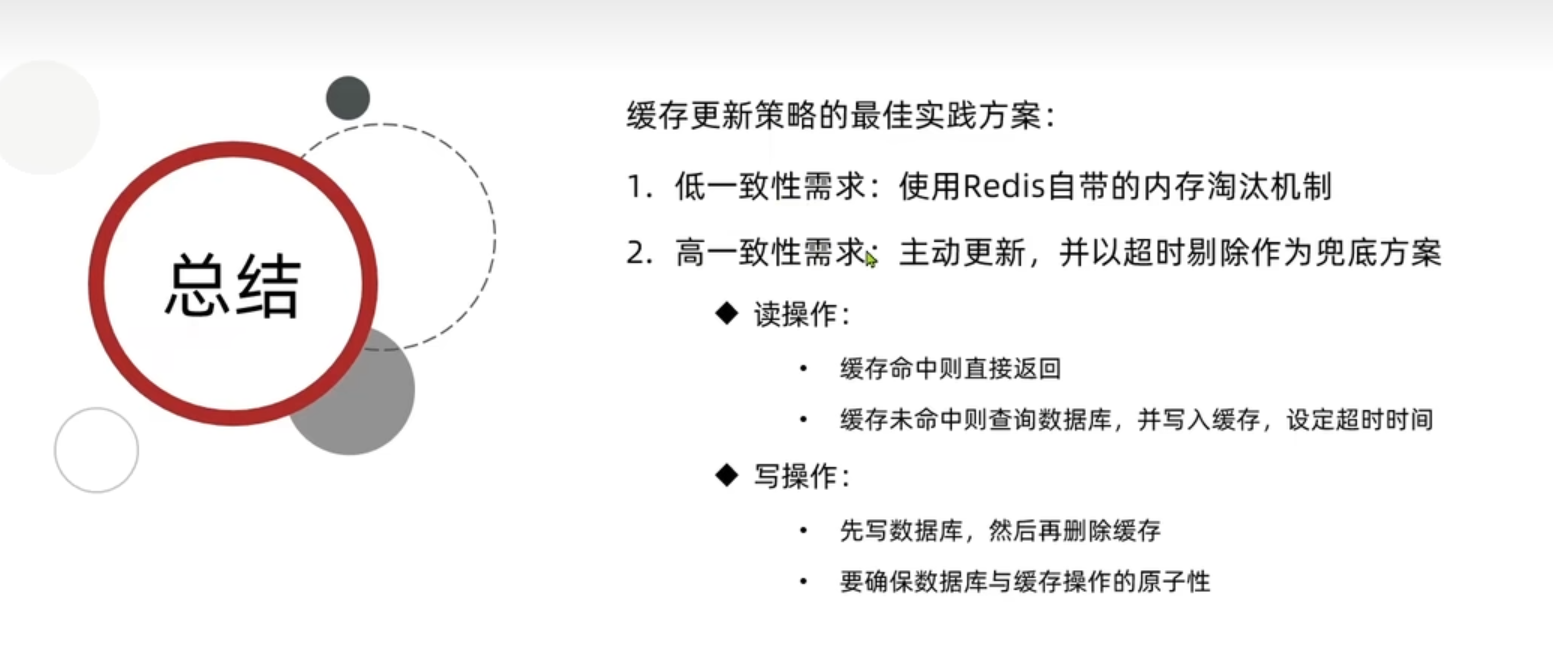 总结
缓存更新策略的最佳实践方案：
1. 低一致性需求：使用Redis自带的内存淘汰机制
2. 高一致性需求：主动更新，并以超时剔除作为兜底方案
◆ 读操作：
• 缓存命中则直接返回
• 缓存未命中则查询数据库，并写入缓存，设定超时时间
◆ 写操作：
• 先写数据库，然后再删除缓存
• 要确保数据库与缓存操作的原子性